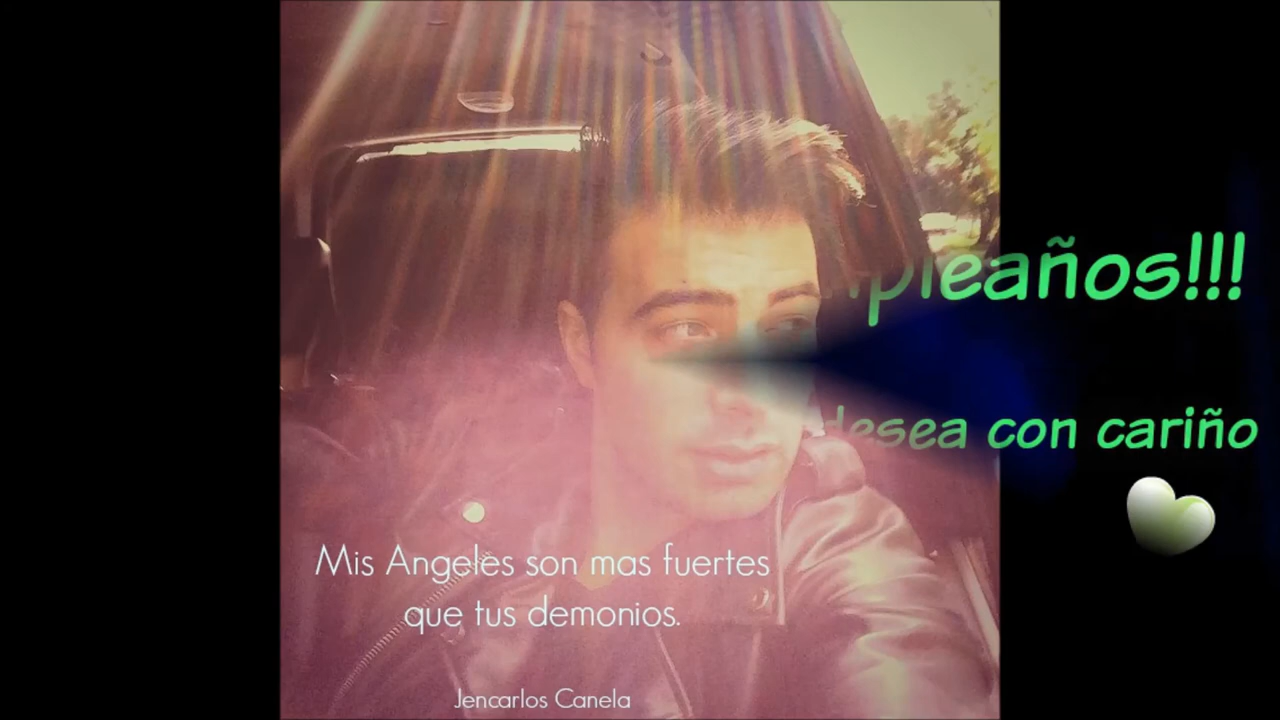 pleaños!!!
desea con cariño
Mis Angeles son mas fuertes
que tus demonios.
Jencarlos Canela